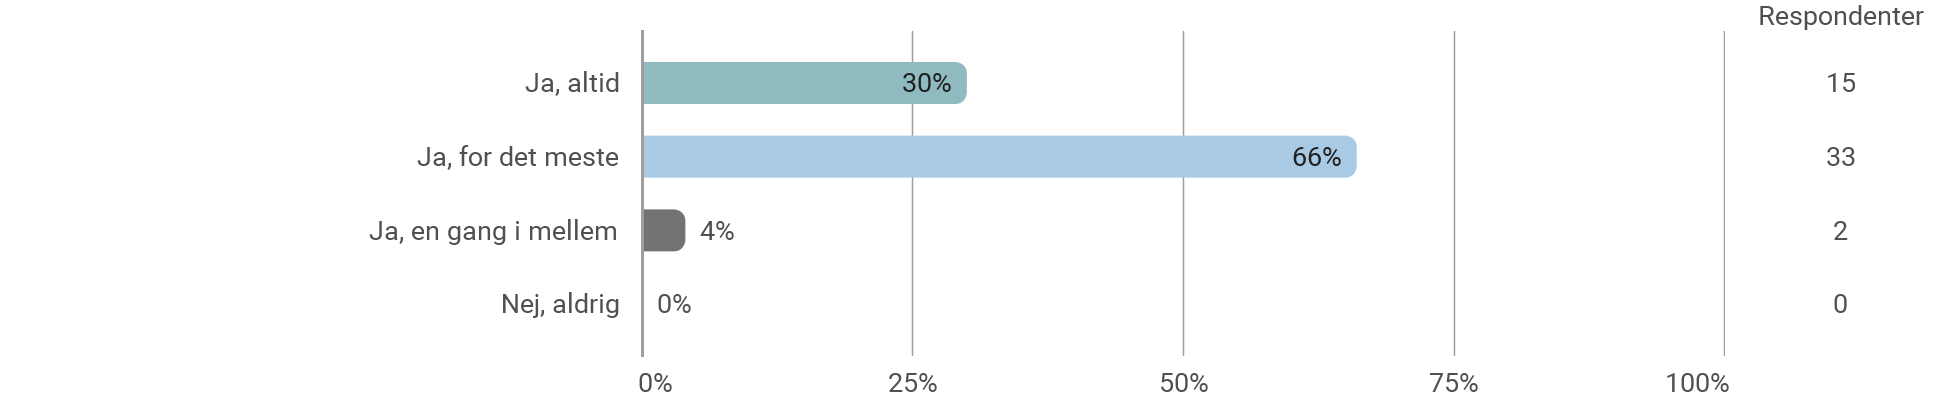 Respondenter
Ja, altid 30% 15
Ja, for det meste 66% 33
Ja, en gang i mellem 4% 2
Nej, aldrig 0% 0
0% 25% 50% 75% 100%